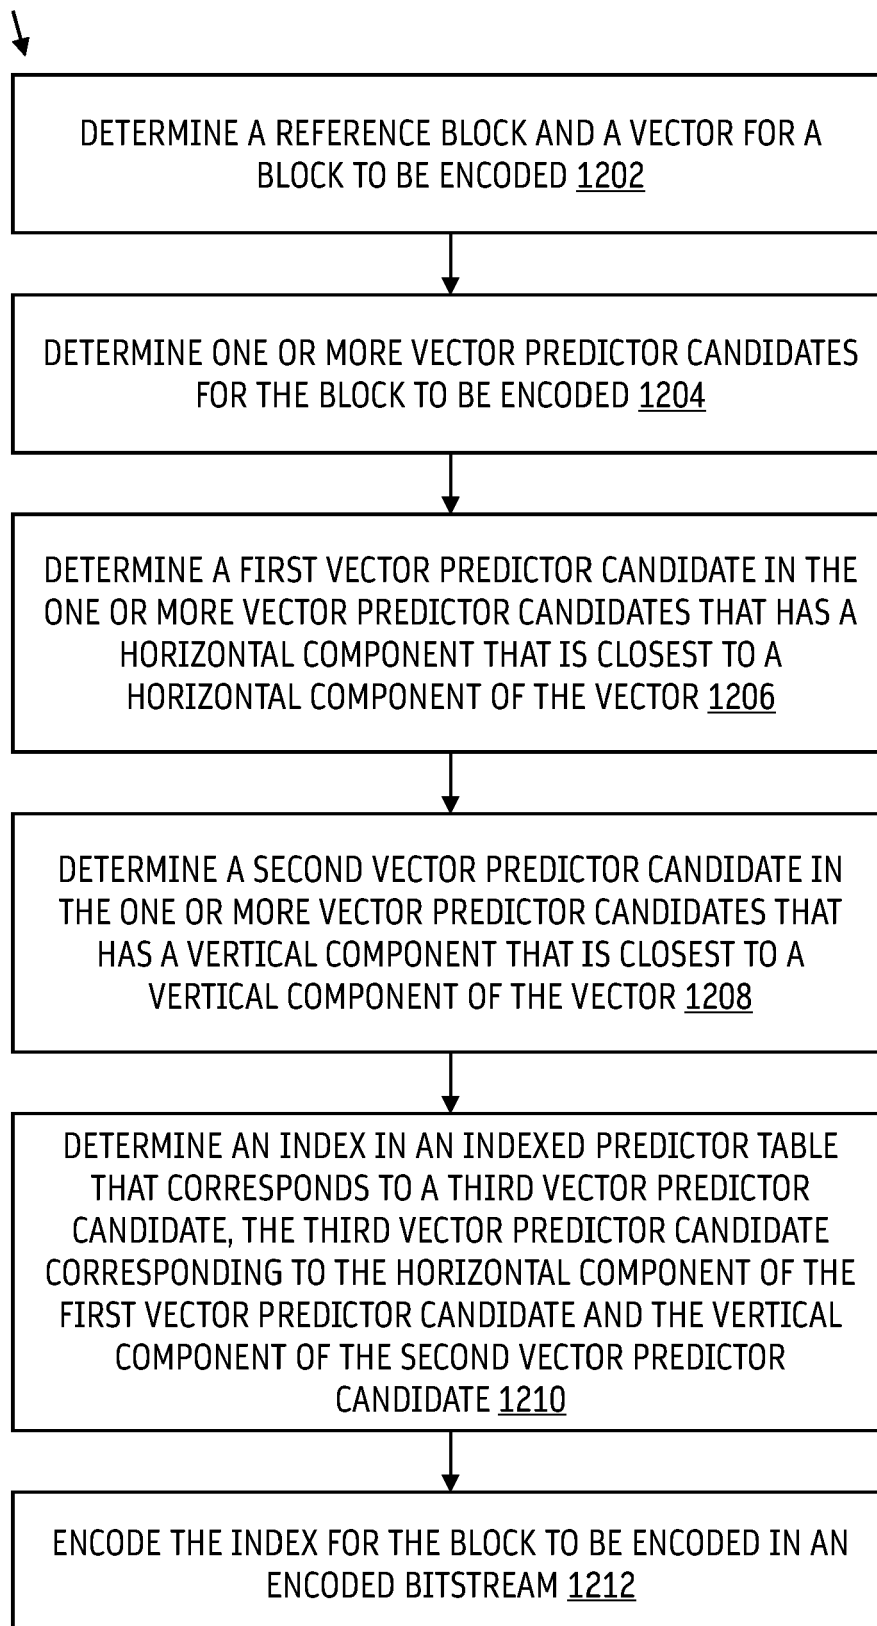 DETERMINE A REFERENCE BLOCK AND A VECTOR FOR A
BLOCK TO BE ENCODED 1202
DETERMINE ONE OR MORE VECTOR PREDICTOR CANDIDATES
FOR THE BLOCK TO BE ENCODED 1204
DETERMINE A FIRST VECTOR PREDICTOR CANDIDATE IN THE
ONE OR MORE VECTOR PREDICTOR CANDIDATES THAT HAS A
HORIZONTAL COMPONENT THAT IS CLOSEST TO A
HORIZONTAL COMPONENT OF THE VECTOR 1206
DETERMINE A SECOND VECTOR PREDICTOR CANDIDATE IN
THE ONE OR MORE VECTOR PREDICTOR CANDIDATES THAT
HAS A VERTICAL COMPONENT THAT IS CLOSEST TO A
VERTICAL COMPONENT OF THE VECTOR 1208
DETERMINE AN INDEX IN AN INDEXED PREDICTOR TABLE
THAT CORRESPONDS TO A THIRD VECTOR PREDICTOR
CANDIDATE, THE THIRD VECTOR PREDICTOR CANDIDATE
CORRESPONDING TO THE HORIZONTAL COMPONENT OF THE
FIRST VECTOR PREDICTOR CANDIDATE AND THE VERTICAL
COMPONENT OF THE SECOND VECTOR PREDICTOR
CANDIDATE 1210
ENCODE THE INDEX FOR THE BLOCK TO BE ENCODED IN AN
ENCODED BITSTREAM 1212